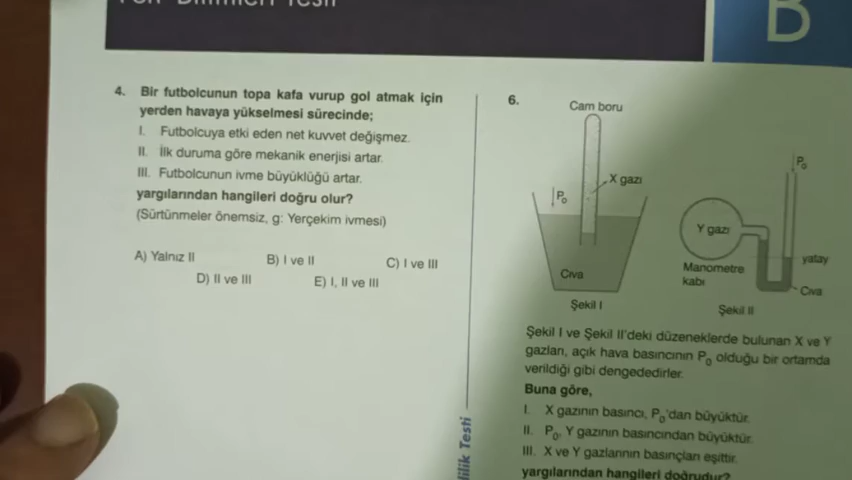 B
4. Bir futbolcunun topa kafa vurup gol atmak için
yerden havaya yükselmesi sürecinde;
I. Futbolcuya etki eden net kuvvet değişmez.
II. İlk duruma göre mekanik enerjisi artar.
III. Futbolcunun ivme büyüklüğü artar.
yargılarından hangileri doğru olur?
(Sürtünmeler önemsiz, g: Yerçekim ivmesi)
A) Yalnız II
B) I ve II
C) I ve III
D) II ve III
E) I, II ve III
6.
Cam boru
X gazı
P₀
Cıva
Şekil I
P₀
Y gazı
Manometre
kabı
yatay
Cıva
Şekil II
Şekil I ve Şekil II'deki düzeneklerde bulunan X ve Y
gazları, açık hava basıncının P₀ olduğu bir ortamda
verildiği gibi dengededirler.
Buna göre,
I. X gazının basıncı, P₀'dan büyüktür.
II. P₀, Y gazının basıncından büyüktür.
III. X ve Y gazlarının basınçları eşittir.
yargılarından hangileri doğrudur?
Testi